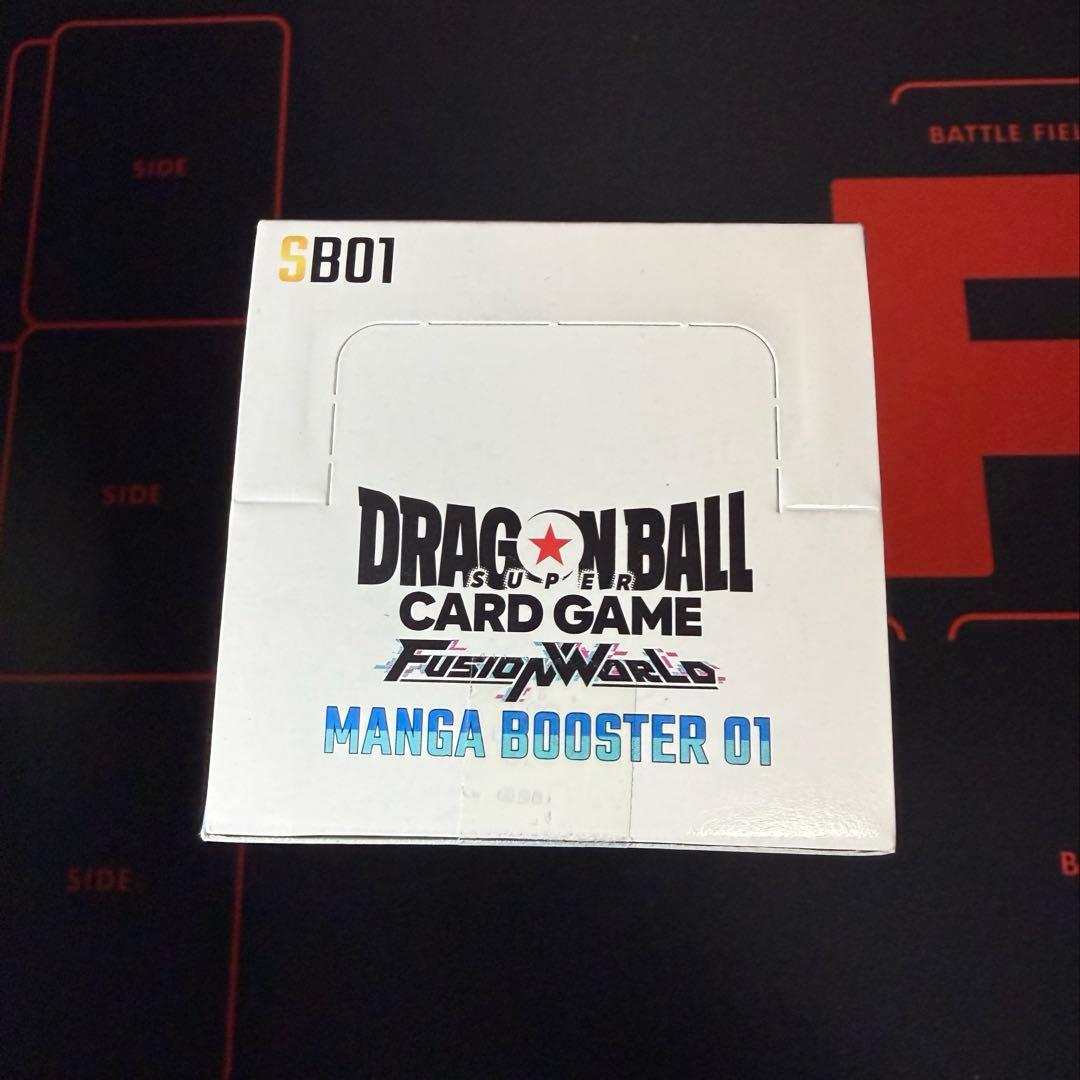 SIDE
BATTLE FIEL
SB01
SIDE
DRAGON BALL
SUPER
CARD GAME
FUSION WORLD
MANGA BOOSTER 01
SIDE
B